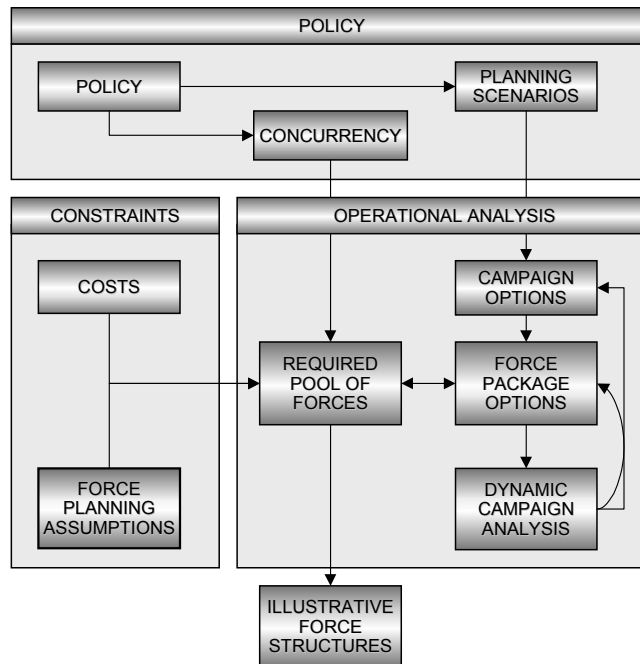 POLICY
POLICY
PLANNING
SCENARIOS
CONCURRENCY
CONSTRAINTS
OPERATIONAL ANALYSIS
COSTS
CAMPAIGN
OPTIONS
REQUIRED
POOL OF
FORCES
FORCE
PACKAGE
OPTIONS
FORCE
PLANNING
ASSUMPTIONS
DYNAMIC
CAMPAIGN
ANALYSIS
ILLUSTRATIVE
FORCE
STRUCTURES